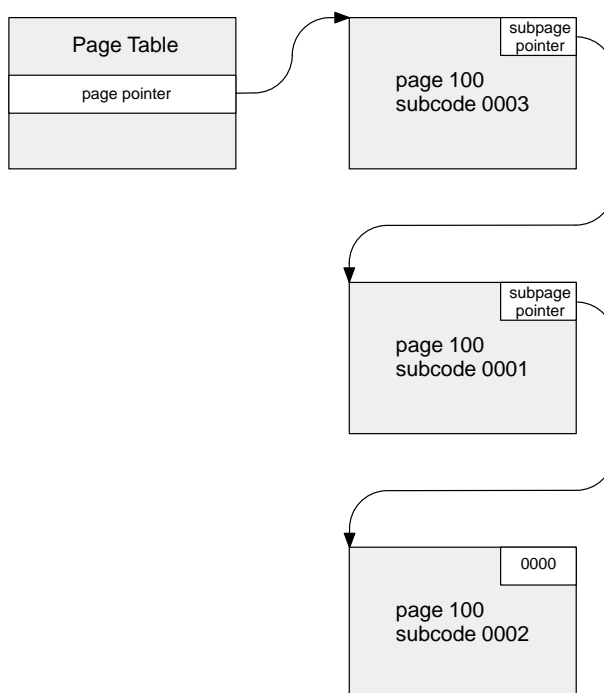 Page Table
page pointer
subpage
pointer
page 100
subcode 0003
subpage
pointer
page 100
subcode 0001
0000
page 100
subcode 0002